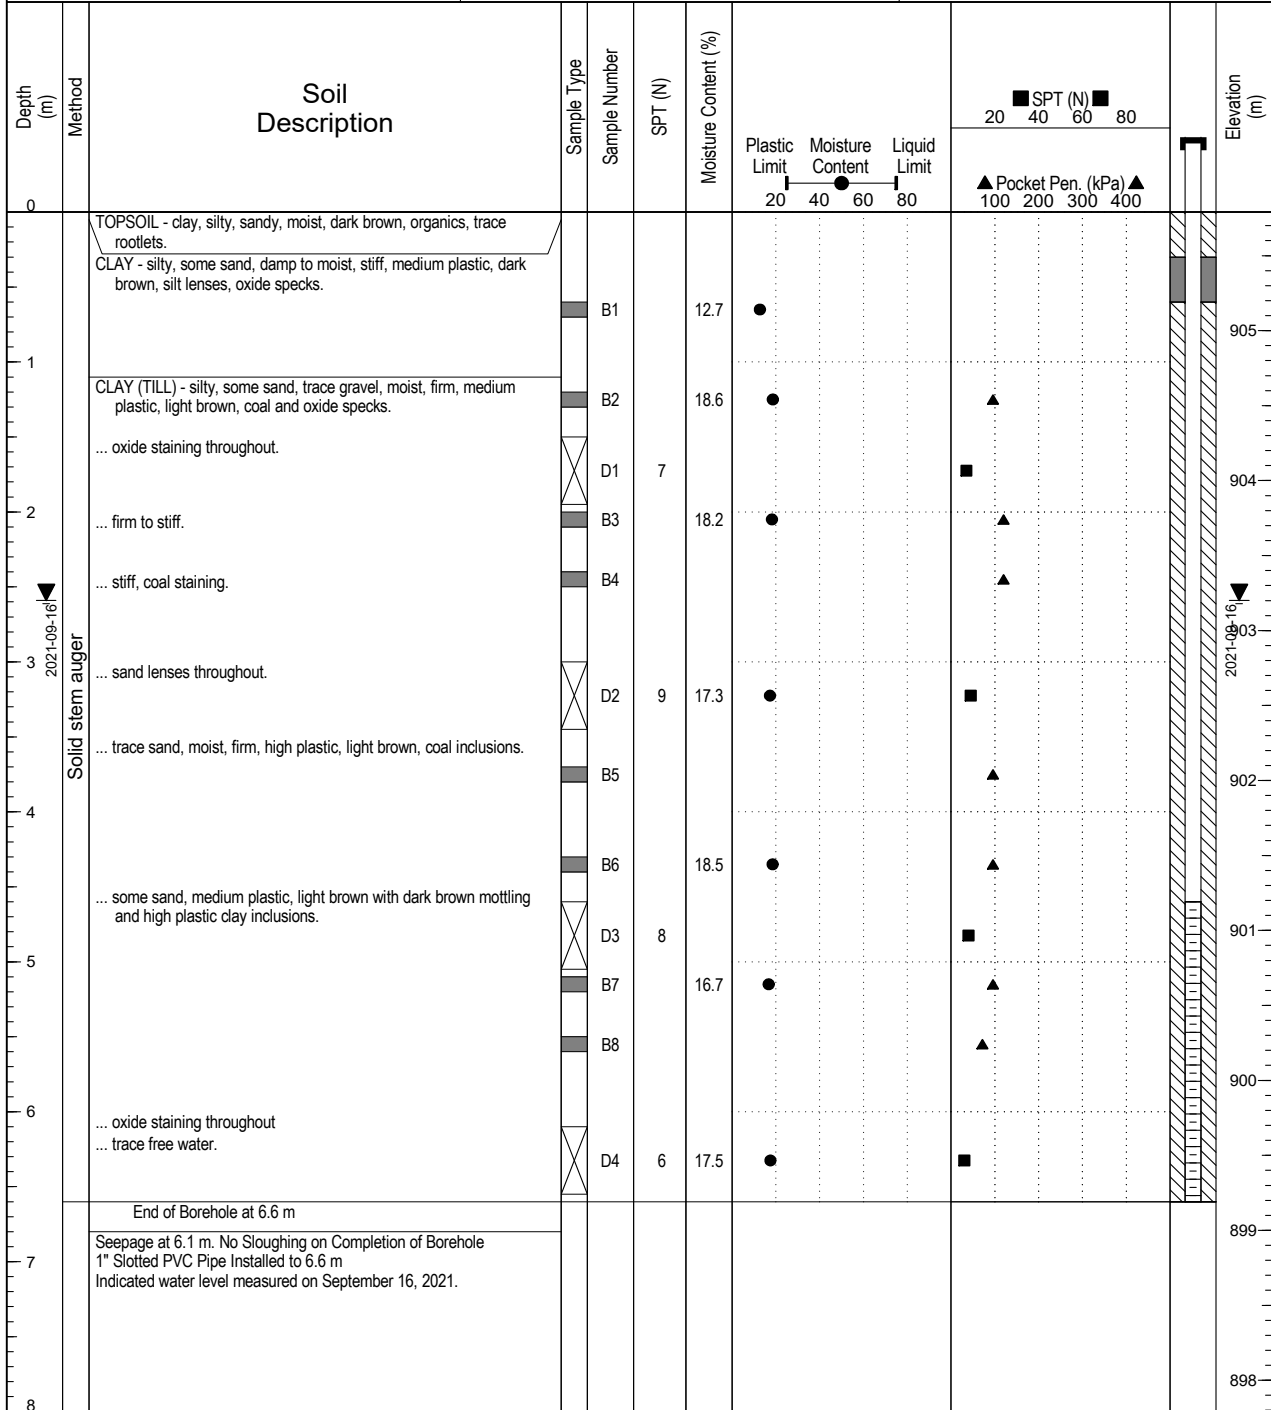 Depth
(m)
Method
Soil
Description
Sample Type
Sample Number
SPT (N)
Moisture Content (%)
Plastic Moisture Liquid
Limit Content Limit
20 40 60 80
SPT (N)
20 40 60 80
Pocket Pen. (kPa)
100 200 300 400
Elevation
(m)
0
TOPSOIL - clay, silty, sandy, moist, dark brown, organics, trace
rootlets.
CLAY - silty, some sand, damp to moist, stiff, medium plastic, dark
brown, silt lenses, oxide specks.
B1 12.7
905
1
CLAY (TILL) - silty, some sand, trace gravel, moist, firm, medium
plastic, light brown, coal and oxide specks.
B2 18.6
... oxide staining throughout.
D1 7
904
2
... firm to stiff.
B3 18.2
... stiff, coal staining.
B4
2021-09-16
2021-09-16
903
Solid stem auger
3
... sand lenses throughout.
D2 9 17.3
... trace sand, moist, firm, high plastic, light brown, coal inclusions.
B5
902
4
B6 18.5
... some sand, medium plastic, light brown with dark brown mottling
and high plastic clay inclusions.
D3 8
901
5
B7 16.7
B8
900
6
... oxide staining throughout
... trace free water.
D4 6 17.5
End of Borehole at 6.6 m
899
Seepage at 6.1 m. No Sloughing on Completion of Borehole
7
1" Slotted PVC Pipe Installed to 6.6 m
Indicated water level measured on September 16, 2021.
898
8